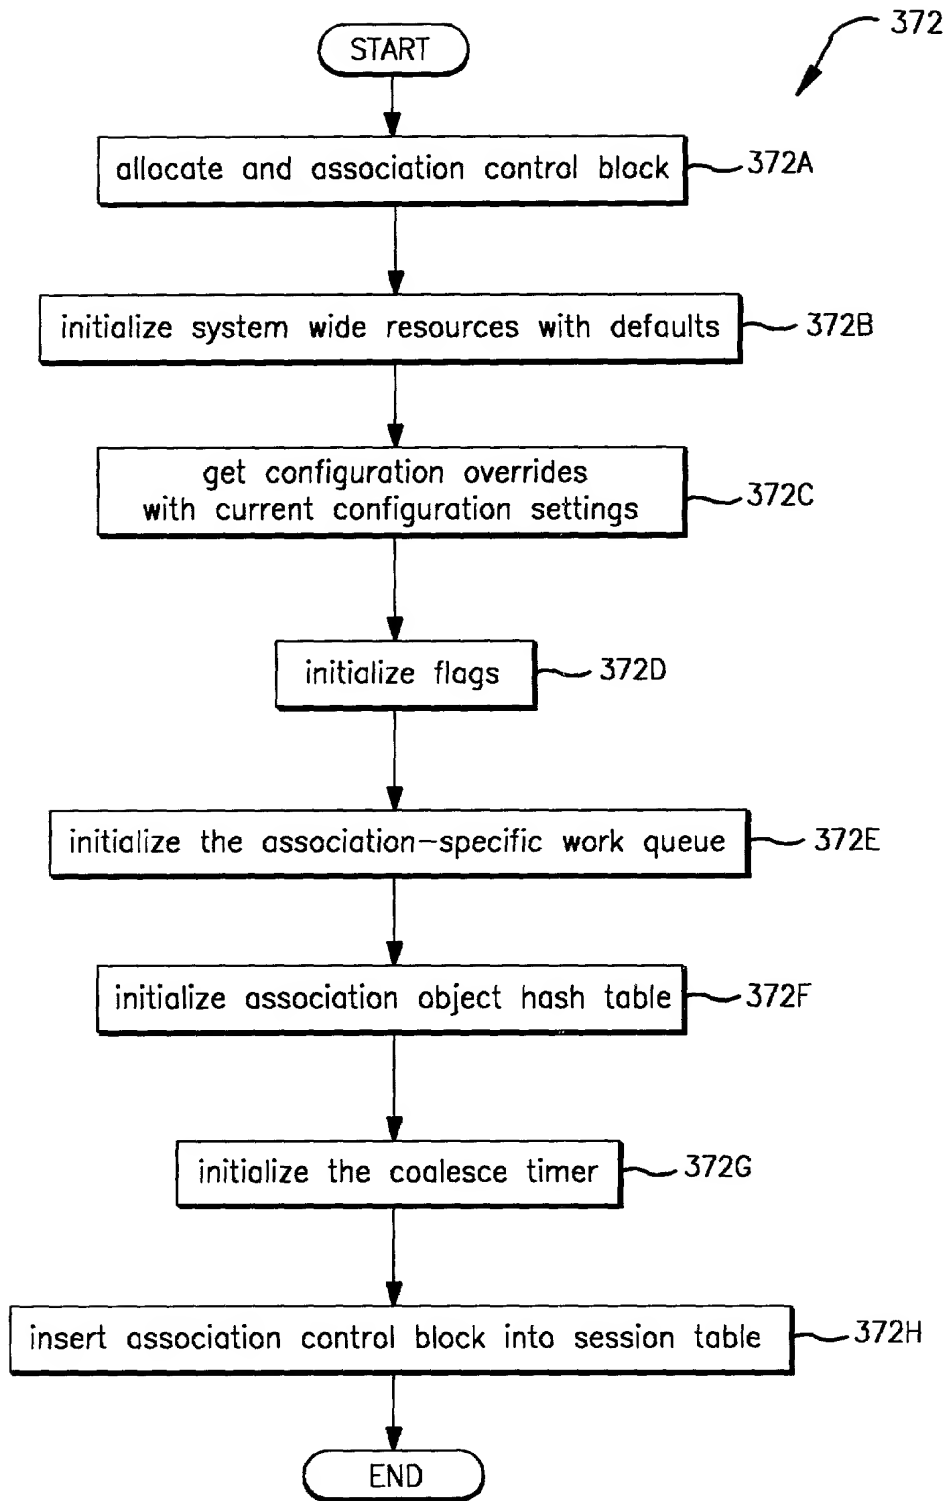 372
START
allocate and association control block
372A
initialize system wide resources with defaults
372B
get configuration overrides
with current configuration settings
372C
initialize flags
372D
initialize the association-specific work queue
372E
initialize association object hash table
372F
initialize the coalesce timer
372G
insert association control block into session table
372H
END